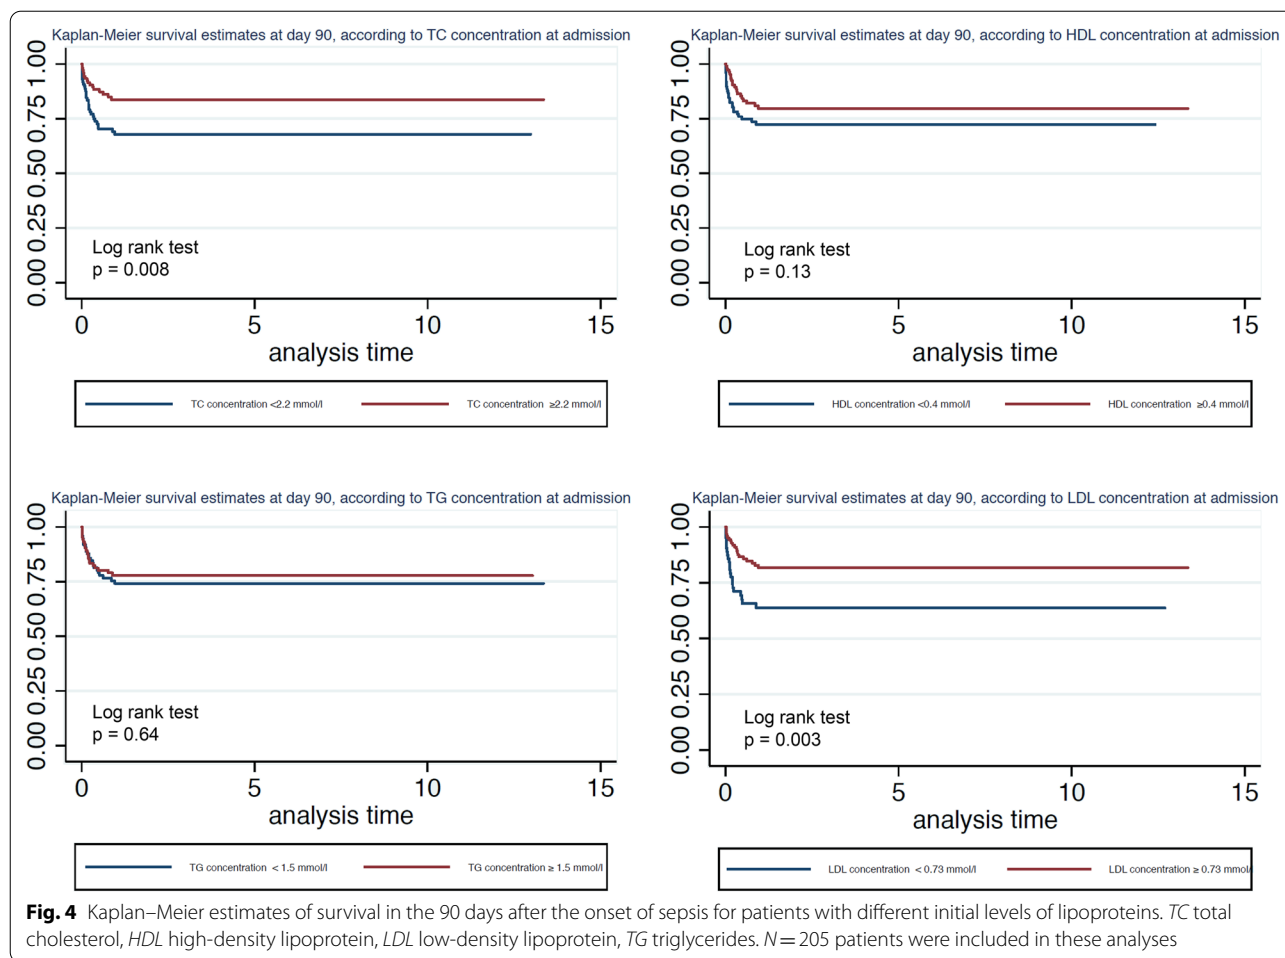 Kaplan-Meier survival estimates at day 90, according to TC concentration at admission
1.00
0.75
0.50
0.25
0.00
Log rank test
p = 0.008
0 5 10 15
analysis time
TC concentration <2.2 mmol/l TC concentration ≥2.2 mmol/l
Kaplan-Meier survival estimates at day 90, according to HDL concentration at admission
1.00
0.75
0.50
0.25
0.00
Log rank test
p = 0.13
0 5 10 15
analysis time
HDL concentration <0.4 mmol/l HDL concentration ≥0.4 mmol/l
Kaplan-Meier survival estimates at day 90, according to TG concentration at admission
1.00
0.75
0.50
0.25
0.00
Log rank test
p = 0.64
0 5 10 15
analysis time
TG concentration < 1.5 mmol/l TG concentration ≥ 1.5 mmol/l
Kaplan-Meier survival estimates at day 90, according to LDL concentration at admission
1.00
0.75
0.50
0.25
0.00
Log rank test
p = 0.003
0 5 10 15
analysis time
LDL concentration < 0.73 mmol/l LDL concentration ≥ 0.73 mmol/l
Fig. 4 Kaplan–Meier estimates of survival in the 90 days after the onset of sepsis for patients with different initial levels of lipoproteins. TC total
cholesterol, HDL high-density lipoprotein, LDL low-density lipoprotein, TG triglycerides. N = 205 patients were included in these analyses